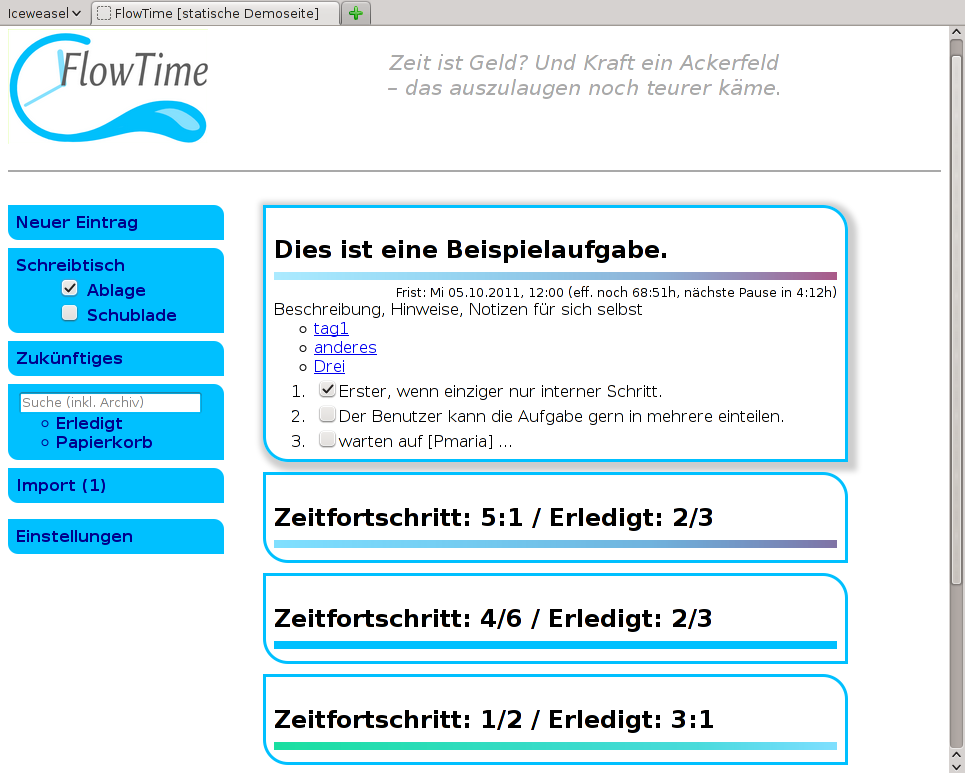 Iceweasel
FlowTime [statische Demoseite]
FlowTime
Zeit ist Geld? Und Kraft ein Ackerfeld
– das auszulaugen noch teurer käme.
Neuer Eintrag
Schreibtisch
Ablage
Schublade
Zukünftiges
Suche (inkl. Archiv)
Erledigt
Papierkorb
Import (1)
Einstellungen
Dies ist eine Beispielaufgabe.
Frist: Mi 05.10.2011, 12:00 (eff. noch 68:51h, nächste Pause in 4:12h)
Beschreibung, Hinweise, Notizen für sich selbst
tag1
anderes
Drei
1. Erster, wenn einziger nur interner Schritt.
2. Der Benutzer kann die Aufgabe gern in mehrere einteilen.
3. warten auf [Pmaria] ...
Zeitfortschritt: 5:1 / Erledigt: 2/3
Zeitfortschritt: 4/6 / Erledigt: 2/3
Zeitfortschritt: 1/2 / Erledigt: 3:1